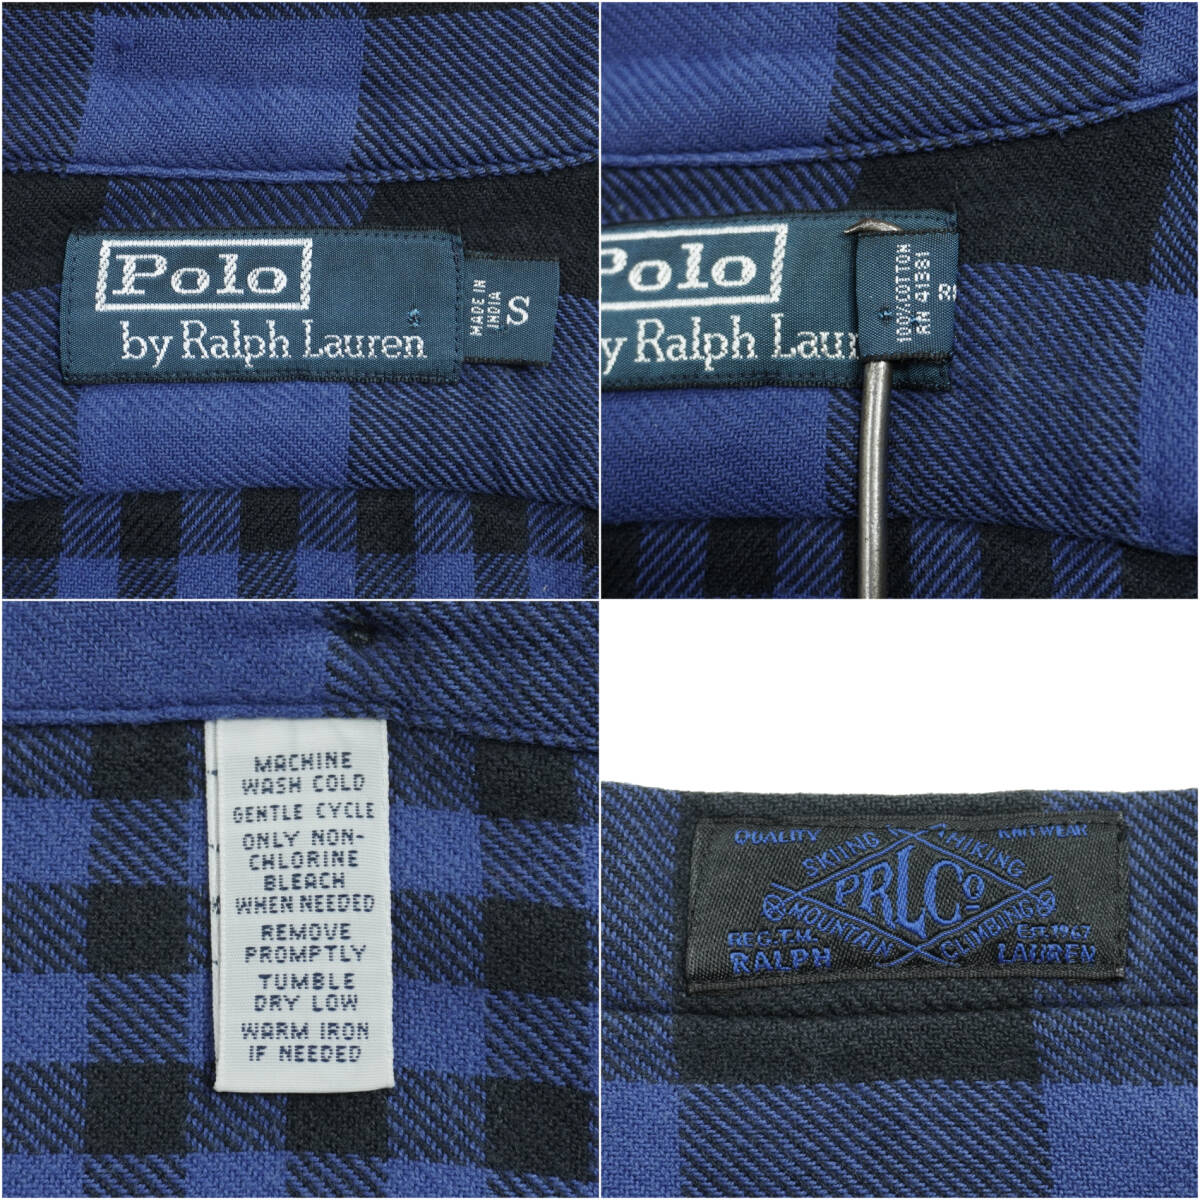 Polo
by Ralph Lauren
MADE IN
INDIA
S
Polo
y Ralph Laur
100% COTTON
RN 41381
MACHINE
WASH COLD
GENTLE CYCLE
ONLY NON-
CHLORINE
BLEACH
WHEN NEEDED
REMOVE
PROMPTLY
TUMBLE
DRY LOW
WARM IRON
IF NEEDED
QUALITY KNITWEAR
SKIING HIKING
PRLCo
MOUNTAIN CLIMBING
REG.T.M. EST. 1967
RALPH LAUREN